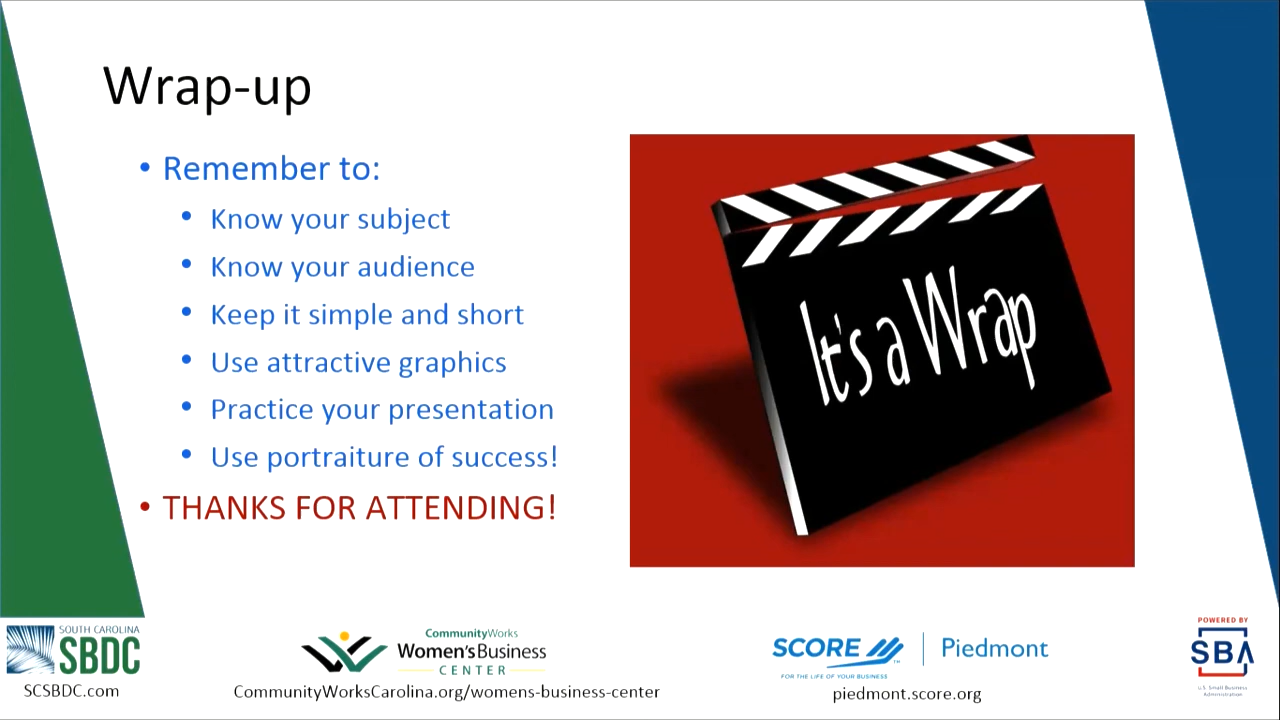 Wrap-up
• Remember to:
• Know your subject
• Know your audience
• Keep it simple and short
• Use attractive graphics
• Practice your presentation
• Use portraiture of success!
• THANKS FOR ATTENDING!
It's a Wrap
SOUTH CAROLINA
SBDC
SCSBDC.com
CommunityWorks
Women'sBusiness
CENTER
CommunityWorksCarolina.org/womens-business-center
SCORE | Piedmont
FOR THE LIFE OF YOUR BUSINESS
piedmont.score.org
POWERED BY
SBA
U.S. Small Business
Administration